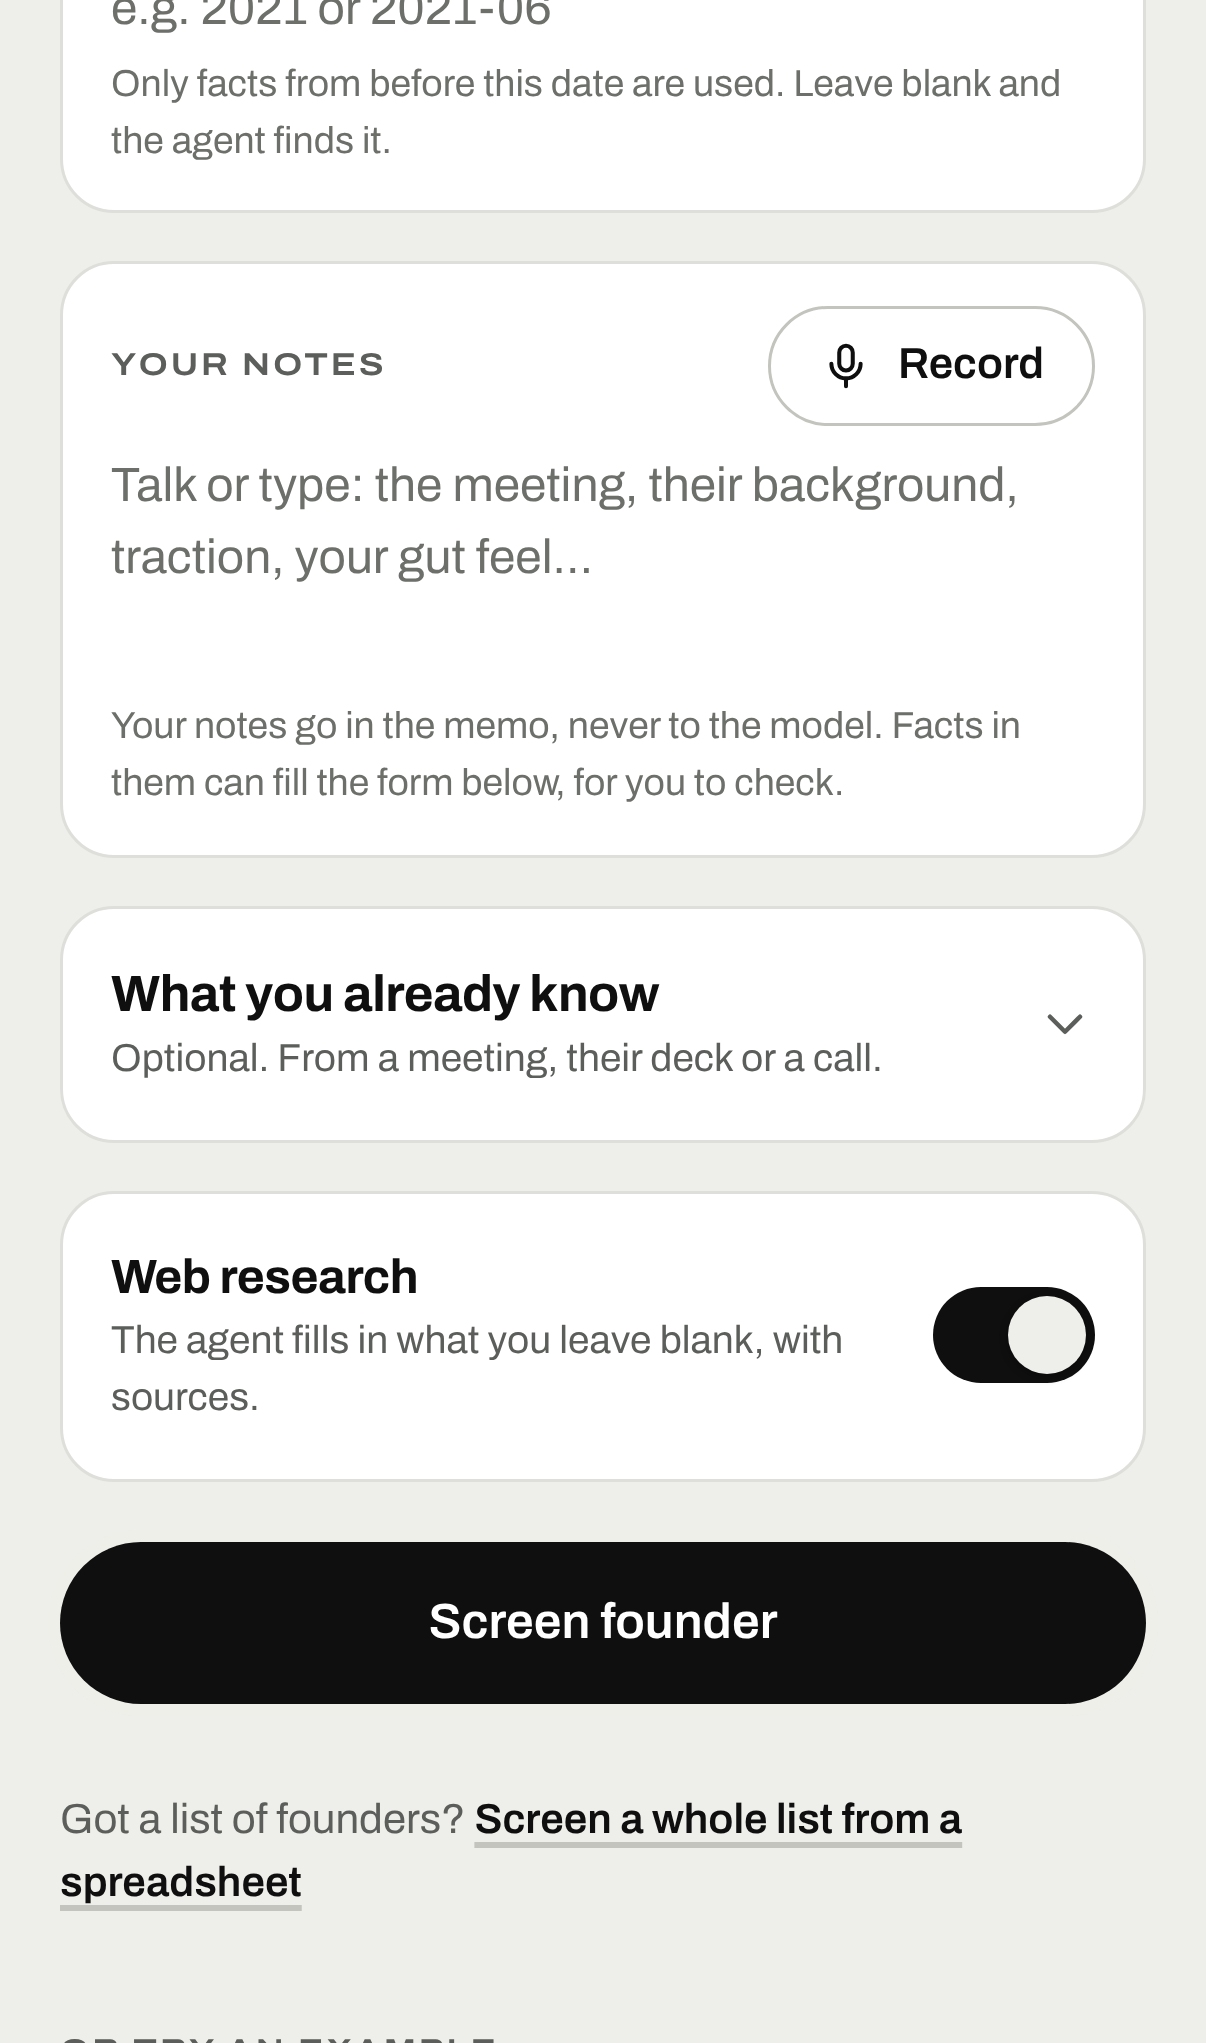 e.g. 2021 or 2021-06
Only facts from before this date are used. Leave blank and
the agent finds it.
YOUR NOTES
Record
Talk or type: the meeting, their background,
traction, your gut feel...
Your notes go in the memo, never to the model. Facts in
them can fill the form below, for you to check.
What you already know
Optional. From a meeting, their deck or a call.
Web research
The agent fills in what you leave blank, with
sources.
Screen founder
Got a list of founders? Screen a whole list from a
spreadsheet
OR TRY AN EXAMPLE